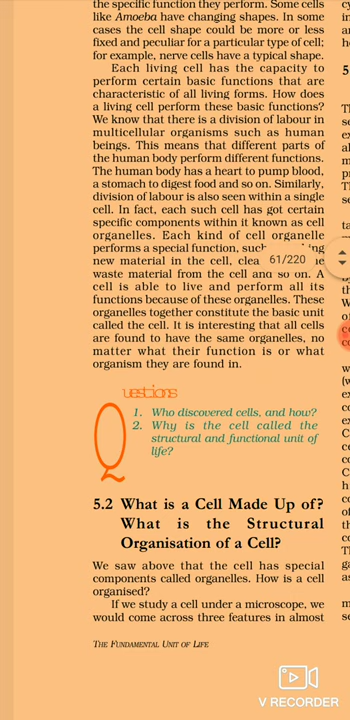 the specific function they perform. Some cells
like Amoeba have changing shapes. In some
cases the cell shape could be more or less
fixed and peculiar for a particular type of cell;
for example, nerve cells have a typical shape.
Each living cell has the capacity to
perform certain basic functions that are
characteristic of all living forms. How does
a living cell perform these basic functions?
We know that there is a division of labour in
multicellular organisms such as human
beings. This means that different parts of
the human body perform different functions.
The human body has a heart to pump blood,
a stomach to digest food and so on. Similarly,
division of labour is also seen within a single
cell. In fact, each such cell has got certain
specific components within it known as cell
organelles. Each kind of cell organelle
performs a special function, such
new material in the cell,
61/220
waste material from the cell and so on. A
cell is able to live and perform all its
functions because of these organelles. These
organelles together constitute the basic unit
called the cell. It is interesting that all cells
are found to have the same organelles, no
matter what their function is or what
organism they are found in.
Questions
1. Who discovered cells, and how?
2. Why is the cell called the
structural and functional unit of
life?
5.2 What is a Cell Made Up of?
What is the Structural
Organisation of a Cell?
We saw above that the cell has special
components called organelles. How is a cell
organised?
If we study a cell under a microscope, we
would come across three features in almost
THE FUNDAMENTAL UNIT OF LIFE
V RECORDER